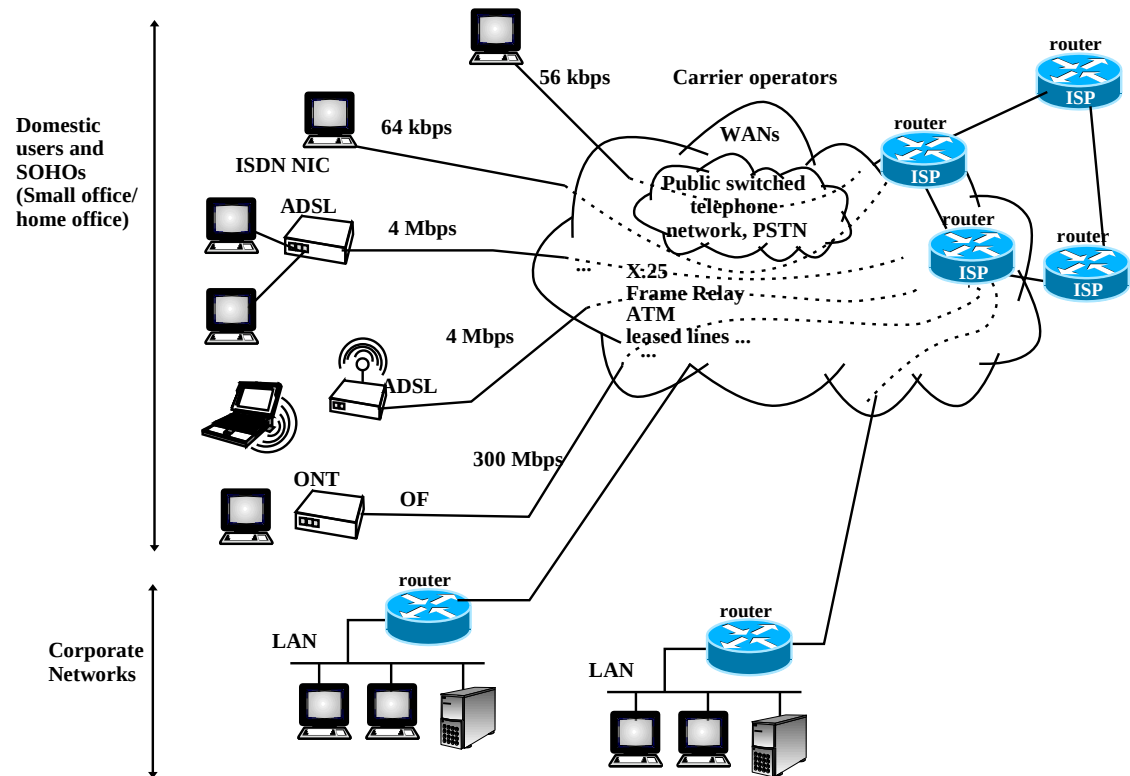 56 kbps
Carrier operators
router
ISP
64 kbps
WANs
router
ISP
Domestic
users and
SOHOs
(Small office/
home office)
ISDN NIC
Public switched
telephone
network, PSTN
ADSL
4 Mbps
router
ISP
router
ISP
...
X.25
Frame Relay
ATM
leased lines ...
...
4 Mbps
ADSL
300 Mbps
ONT
OF
router
LAN
router
LAN
Corporate
Networks